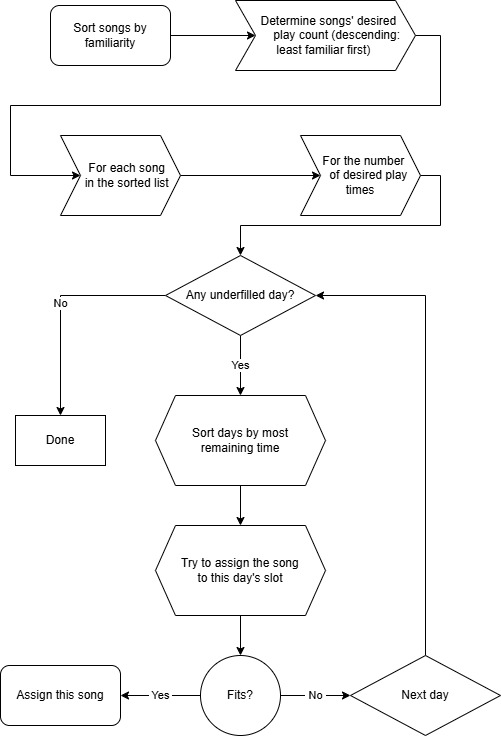 Sort songs by
familiarity
Determine songs' desired
play count (descending:
least familiar first)
For each song
in the sorted list
For the number
of desired play
times
Any underfilled day?
No
Yes
Done
Sort days by most
remaining time
Try to assign the song
to this day's slot
Assign this song
Yes
Fits?
No
Next day